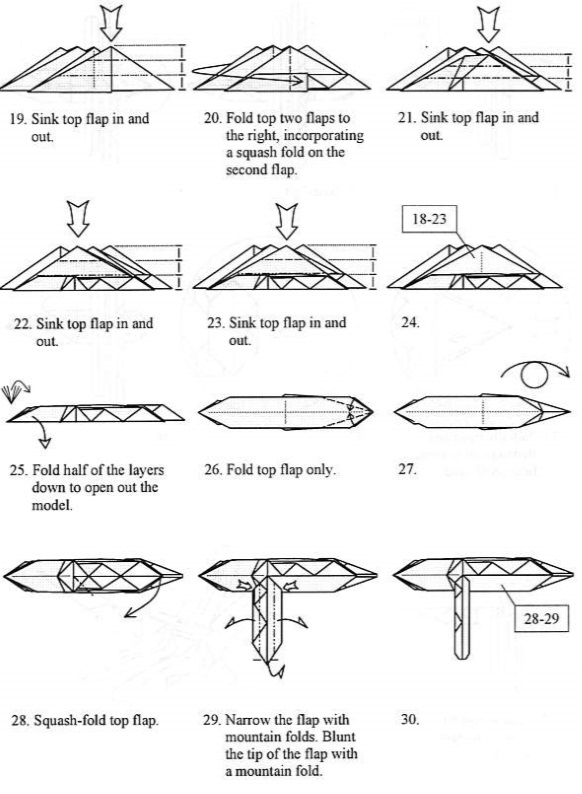 19. Sink top flap in and
out.
20. Fold top two flaps to
the right, incorporating
a squash fold on the
second flap.
21. Sink top flap in and
out.
18-23
22. Sink top flap in and
out.
23. Sink top flap in and
out.
24.
25. Fold half of the layers
down to open out the
model.
26. Fold top flap only.
27.
28-29
28. Squash-fold top flap.
29. Narrow the flap with
mountain folds. Blunt
the tip of the flap with
a mountain fold.
30.